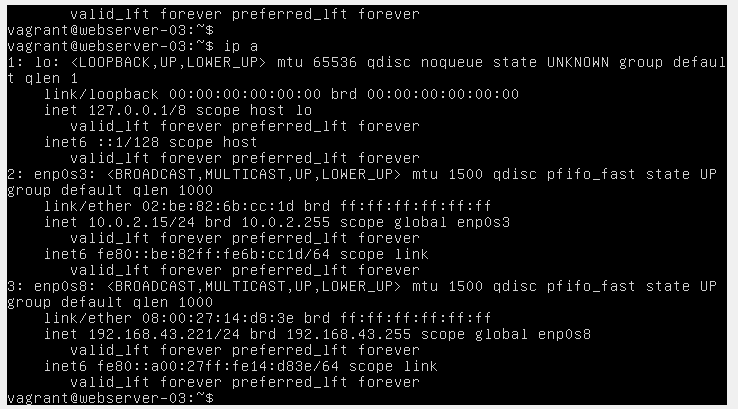 valid_lft forever preferred_lft forever
vagrant@webserver-03:~$
vagrant@webserver-03:~$ ip a
1: lo: <LOOPBACK,UP,LOWER_UP> mtu 65536 qdisc noqueue state UNKNOWN group defaul
t qlen 1
    link/loopback 00:00:00:00:00:00 brd 00:00:00:00:00:00
    inet 127.0.0.1/8 scope host lo
       valid_lft forever preferred_lft forever
    inet6 ::1/128 scope host
       valid_lft forever preferred_lft forever
2: enp0s3: <BROADCAST,MULTICAST,UP,LOWER_UP> mtu 1500 qdisc pfifo_fast state UP
group default qlen 1000
    link/ether 02:be:82:6b:cc:1d brd ff:ff:ff:ff:ff:ff
    inet 10.0.2.15/24 brd 10.0.2.255 scope global enp0s3
       valid_lft forever preferred_lft forever
    inet6 fe80::be:82ff:fe6b:cc1d/64 scope link
       valid_lft forever preferred_lft forever
3: enp0s8: <BROADCAST,MULTICAST,UP,LOWER_UP> mtu 1500 qdisc pfifo_fast state UP
group default qlen 1000
    link/ether 08:00:27:14:d8:3e brd ff:ff:ff:ff:ff:ff
    inet 192.168.43.221/24 brd 192.168.43.255 scope global enp0s8
       valid_lft forever preferred_lft forever
    inet6 fe80::a00:27ff:fe14:d83e/64 scope link
       valid_lft forever preferred_lft forever
vagrant@webserver-03:~$